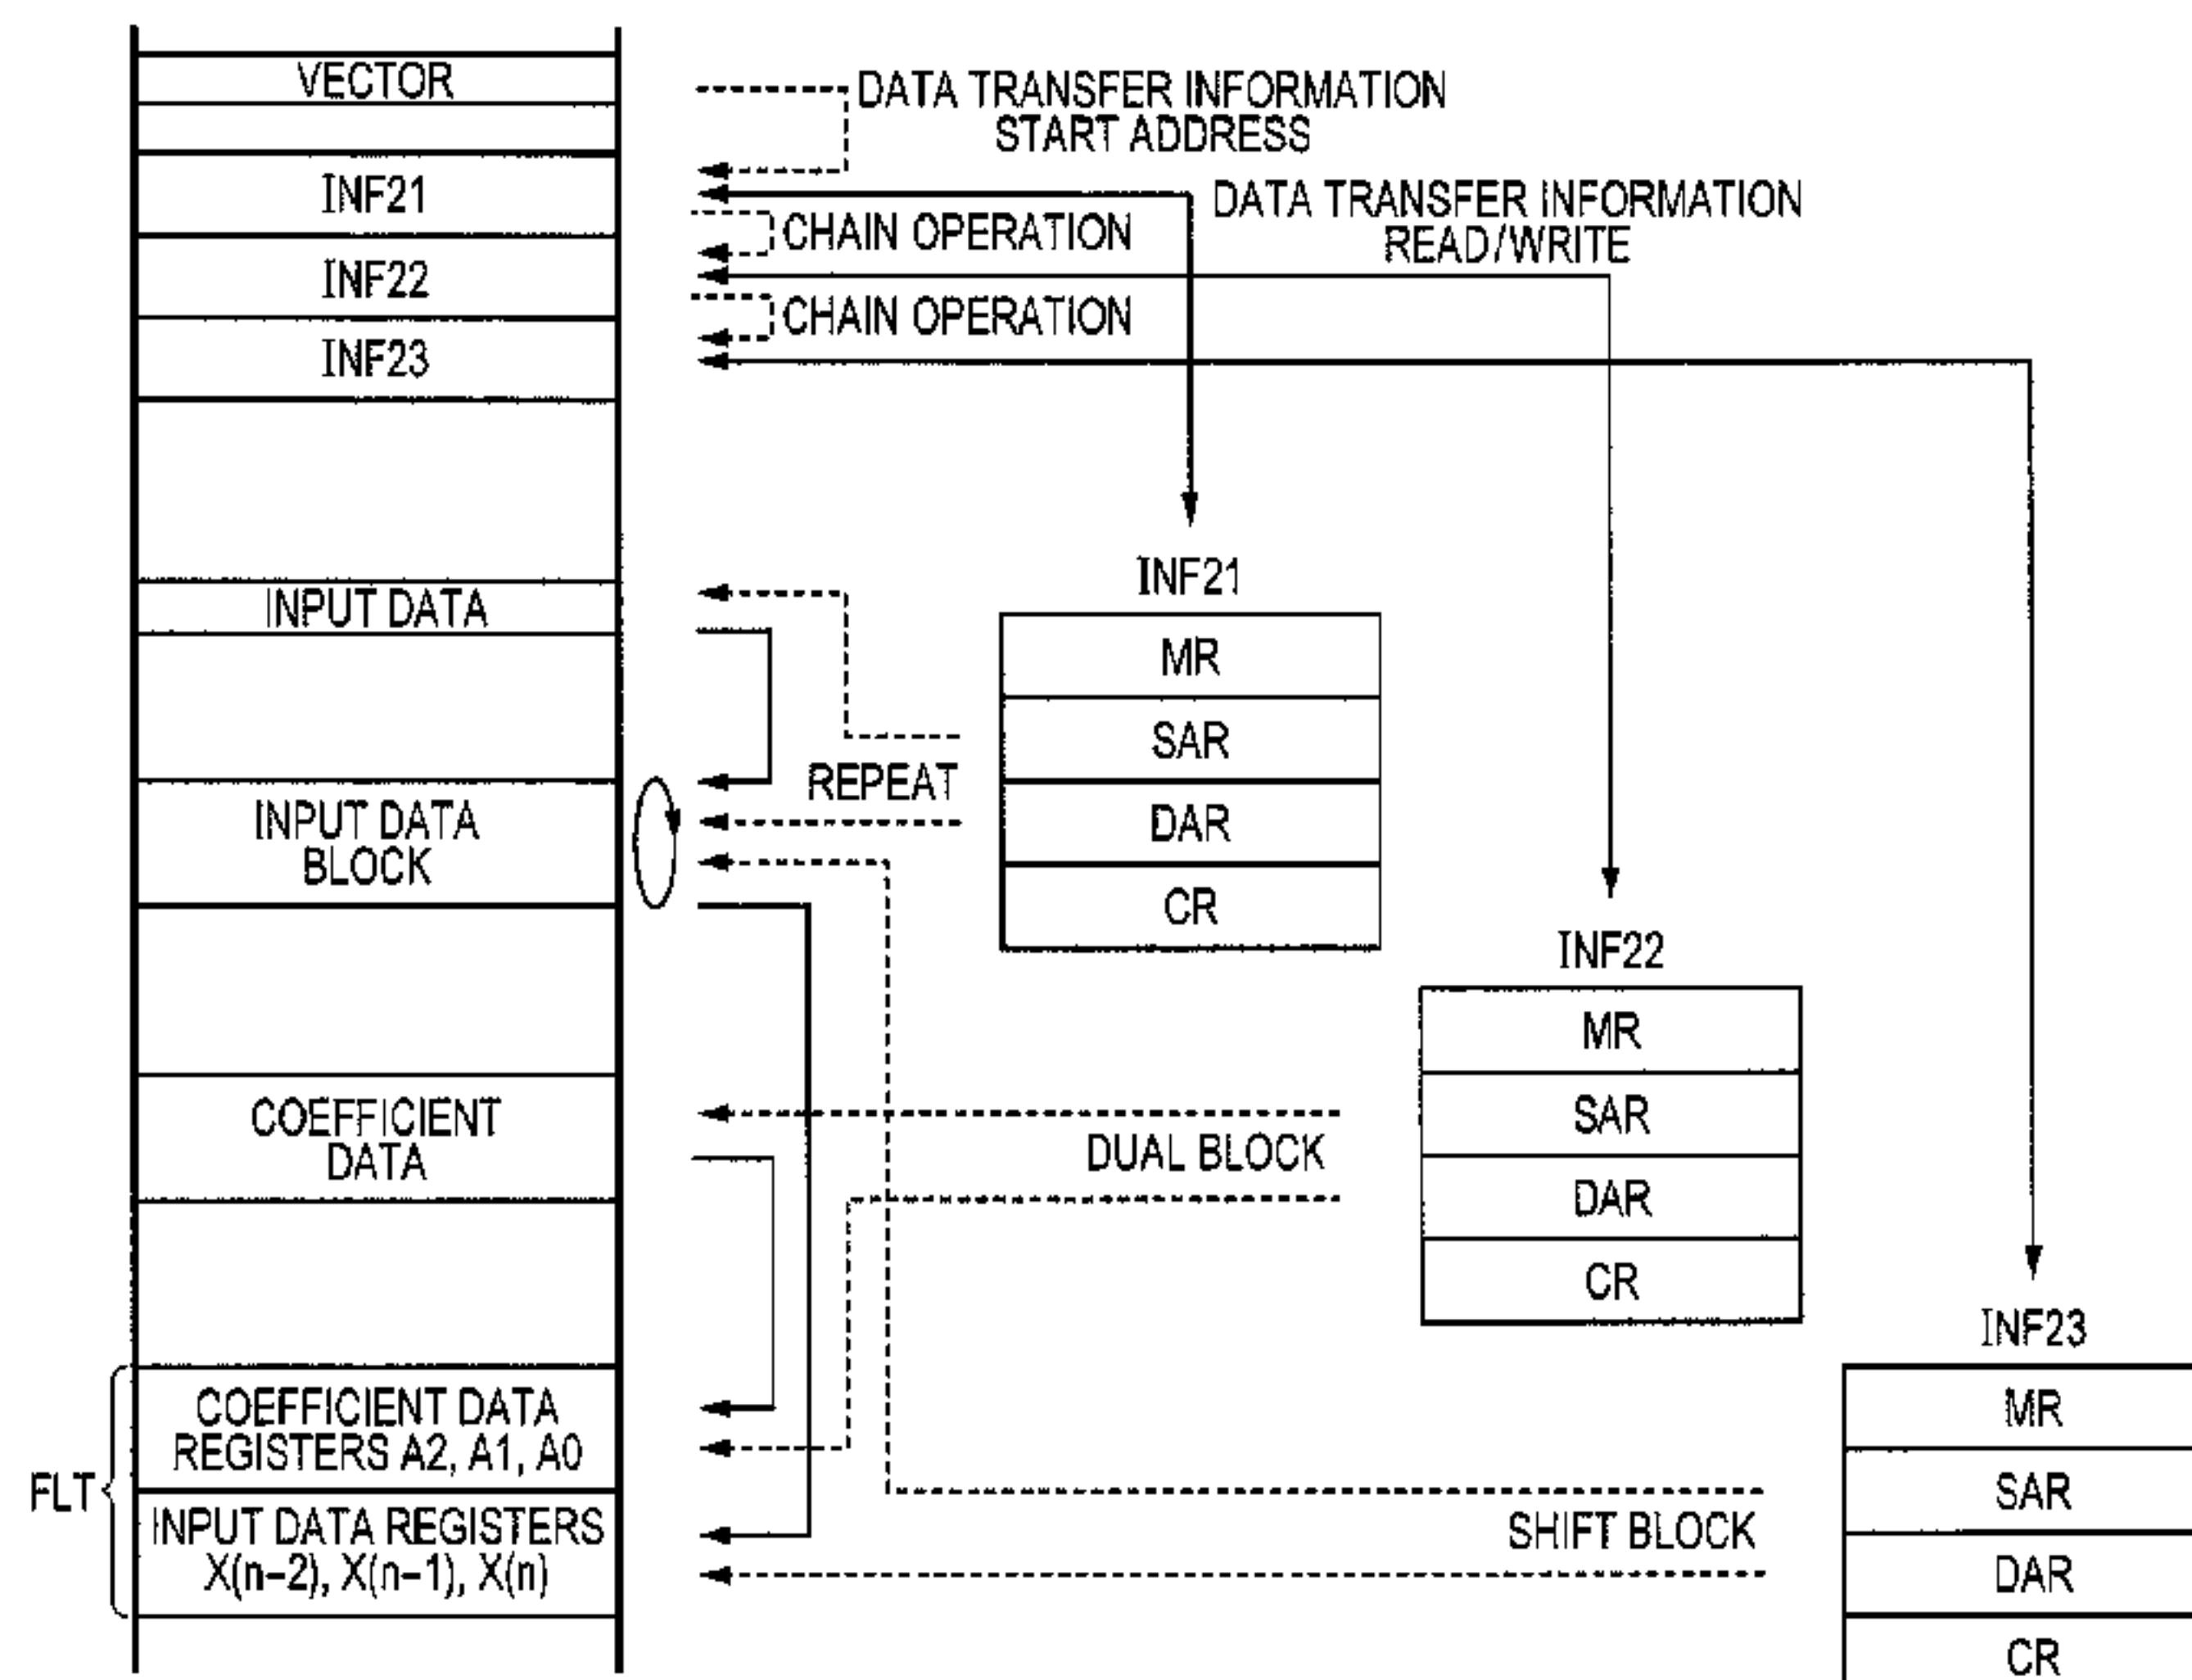 VECTOR
INF21
INF22
INF23
INPUT DATA
INPUT DATA
BLOCK
COEFFICIENT
DATA
COEFFICIENT DATA
REGISTERS A2, A1, A0
INPUT DATA REGISTERS
X(n-2), X(n-1), X(n)
FLT
DATA TRANSFER INFORMATION
START ADDRESS
DATA TRANSFER INFORMATION
READ/WRITE
CHAIN OPERATION
CHAIN OPERATION
REPEAT
DUAL BLOCK
SHIFT BLOCK
INF21
MR
SAR
DAR
CR
INF22
MR
SAR
DAR
CR
INF23
MR
SAR
DAR
CR